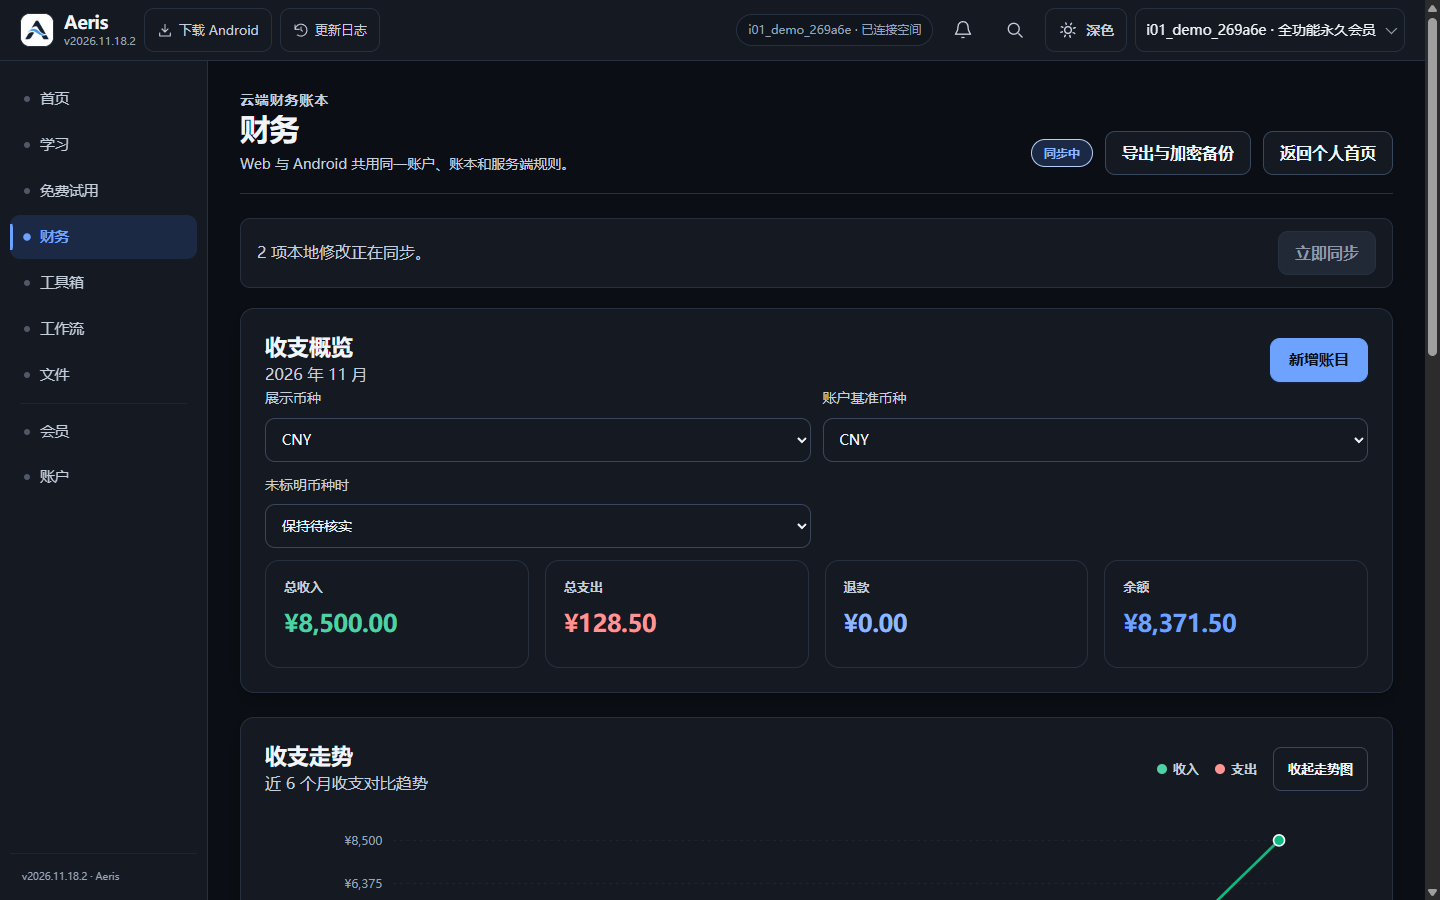 Aeris
v2026.11.18.2
下载 Android
更新日志
i01_demo_269a6e · 已连接空间
深色
i01_demo_269a6e · 全功能永久会员
首页
学习
免费试用
财务
工具箱
工作流
文件
会员
账户
v2026.11.18.2 · Aeris
云端财务账本
财务
Web 与 Android 共用同一账户、账本和服务端规则。
同步中
导出与加密备份
返回个人首页
2 项本地修改正在同步。
立即同步
收支概览
2026 年 11 月
新增账目
展示币种
账户基准币种
CNY
CNY
未标明币种时
保持待核实
总收入
¥8,500.00
总支出
¥128.50
退款
¥0.00
余额
¥8,371.50
收支走势
近 6 个月收支对比趋势
收入
支出
收起走势图
¥8,500
¥6,375